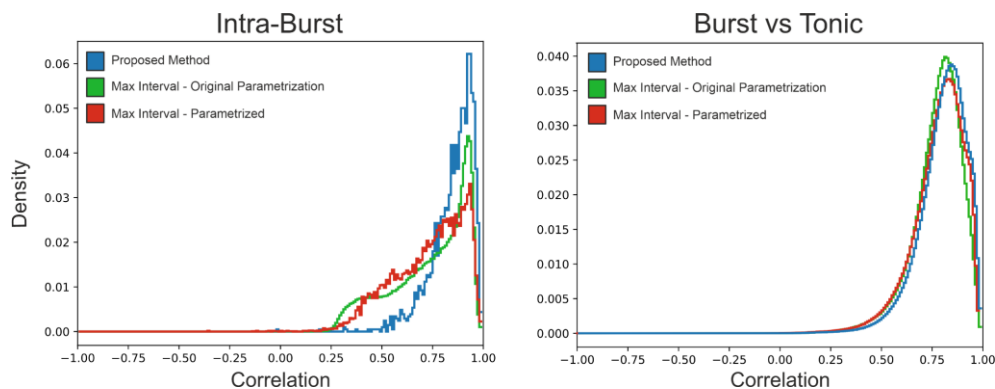 Intra-Burst
Burst vs Tonic
Proposed Method
Max Interval - Original Parametrization
Max Interval - Parametrized
Density
0.06
0.05
0.04
0.03
0.02
0.01
0.00
−1.00 −0.75 −0.50 −0.25 0.00 0.25 0.50 0.75 1.00
Correlation
Proposed Method
Max Interval - Original Parametrization
Max Interval - Parametrized
0.040
0.035
0.030
0.025
0.020
0.015
0.010
0.005
0.000
−1.00 −0.75 −0.50 −0.25 0.00 0.25 0.50 0.75 1.00
Correlation